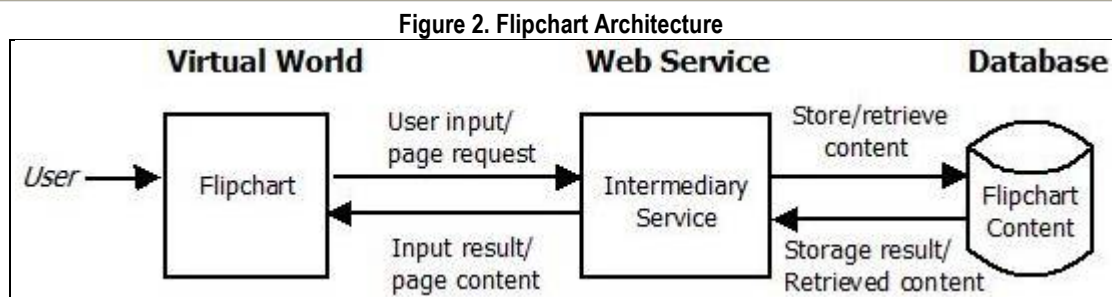 Figure 2. Flipchart Architecture
Virtual World
Web Service
Database
User
Flipchart
User input/
page request
Input result/
page content
Intermediary
Service
Store/retrieve
content
Storage result/
Retrieved content
Flipchart
Content